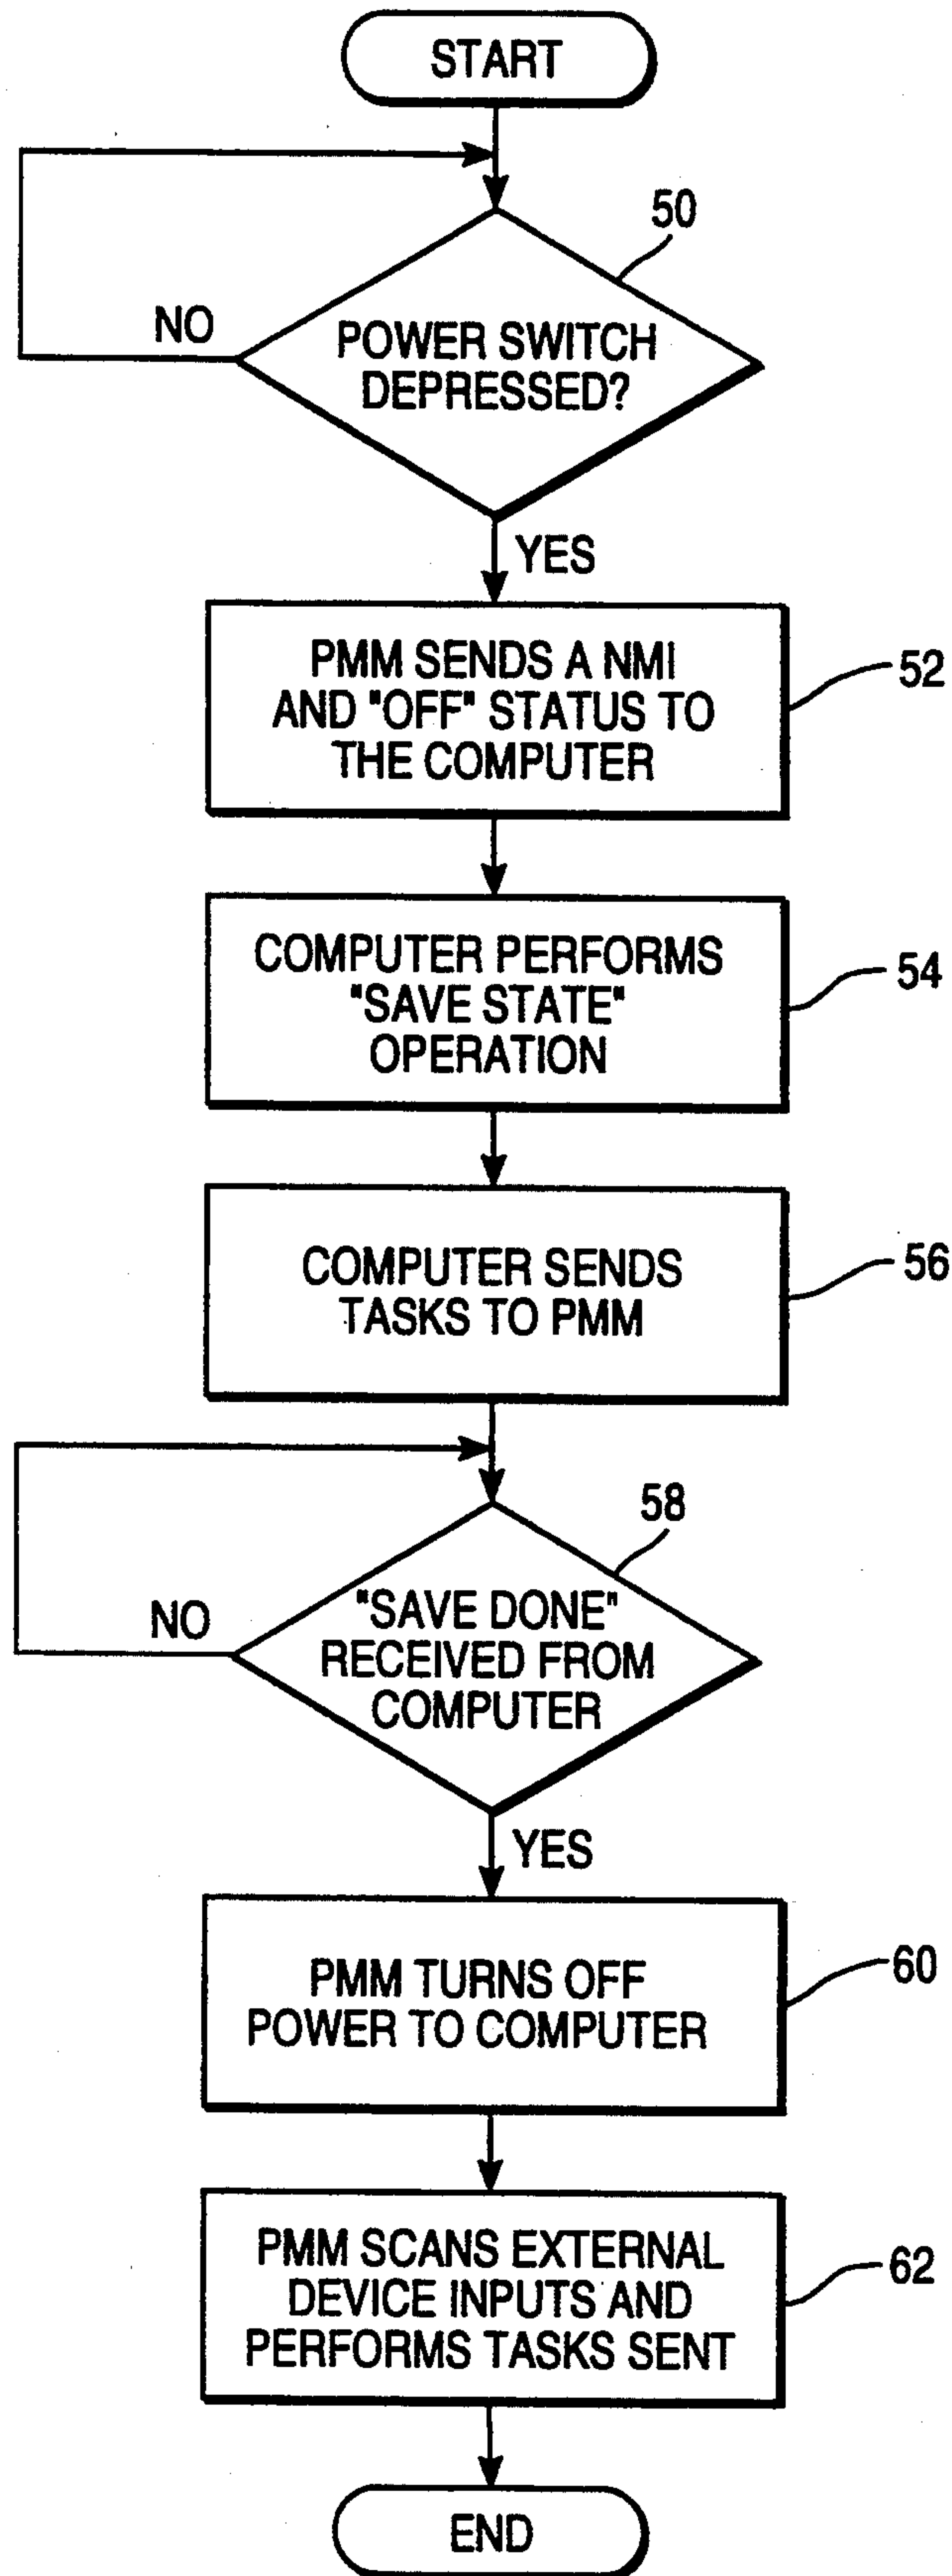 START
50
NO
POWER SWITCH
DEPRESSED?
YES
PMM SENDS A NMI
AND "OFF" STATUS TO
THE COMPUTER
52
COMPUTER PERFORMS
"SAVE STATE"
OPERATION
54
COMPUTER SENDS
TASKS TO PMM
56
58
NO
"SAVE DONE"
RECEIVED FROM
COMPUTER
YES
PMM TURNS OFF
POWER TO COMPUTER
60
PMM SCANS EXTERNAL
DEVICE INPUTS AND
PERFORMS TASKS SENT
62
END